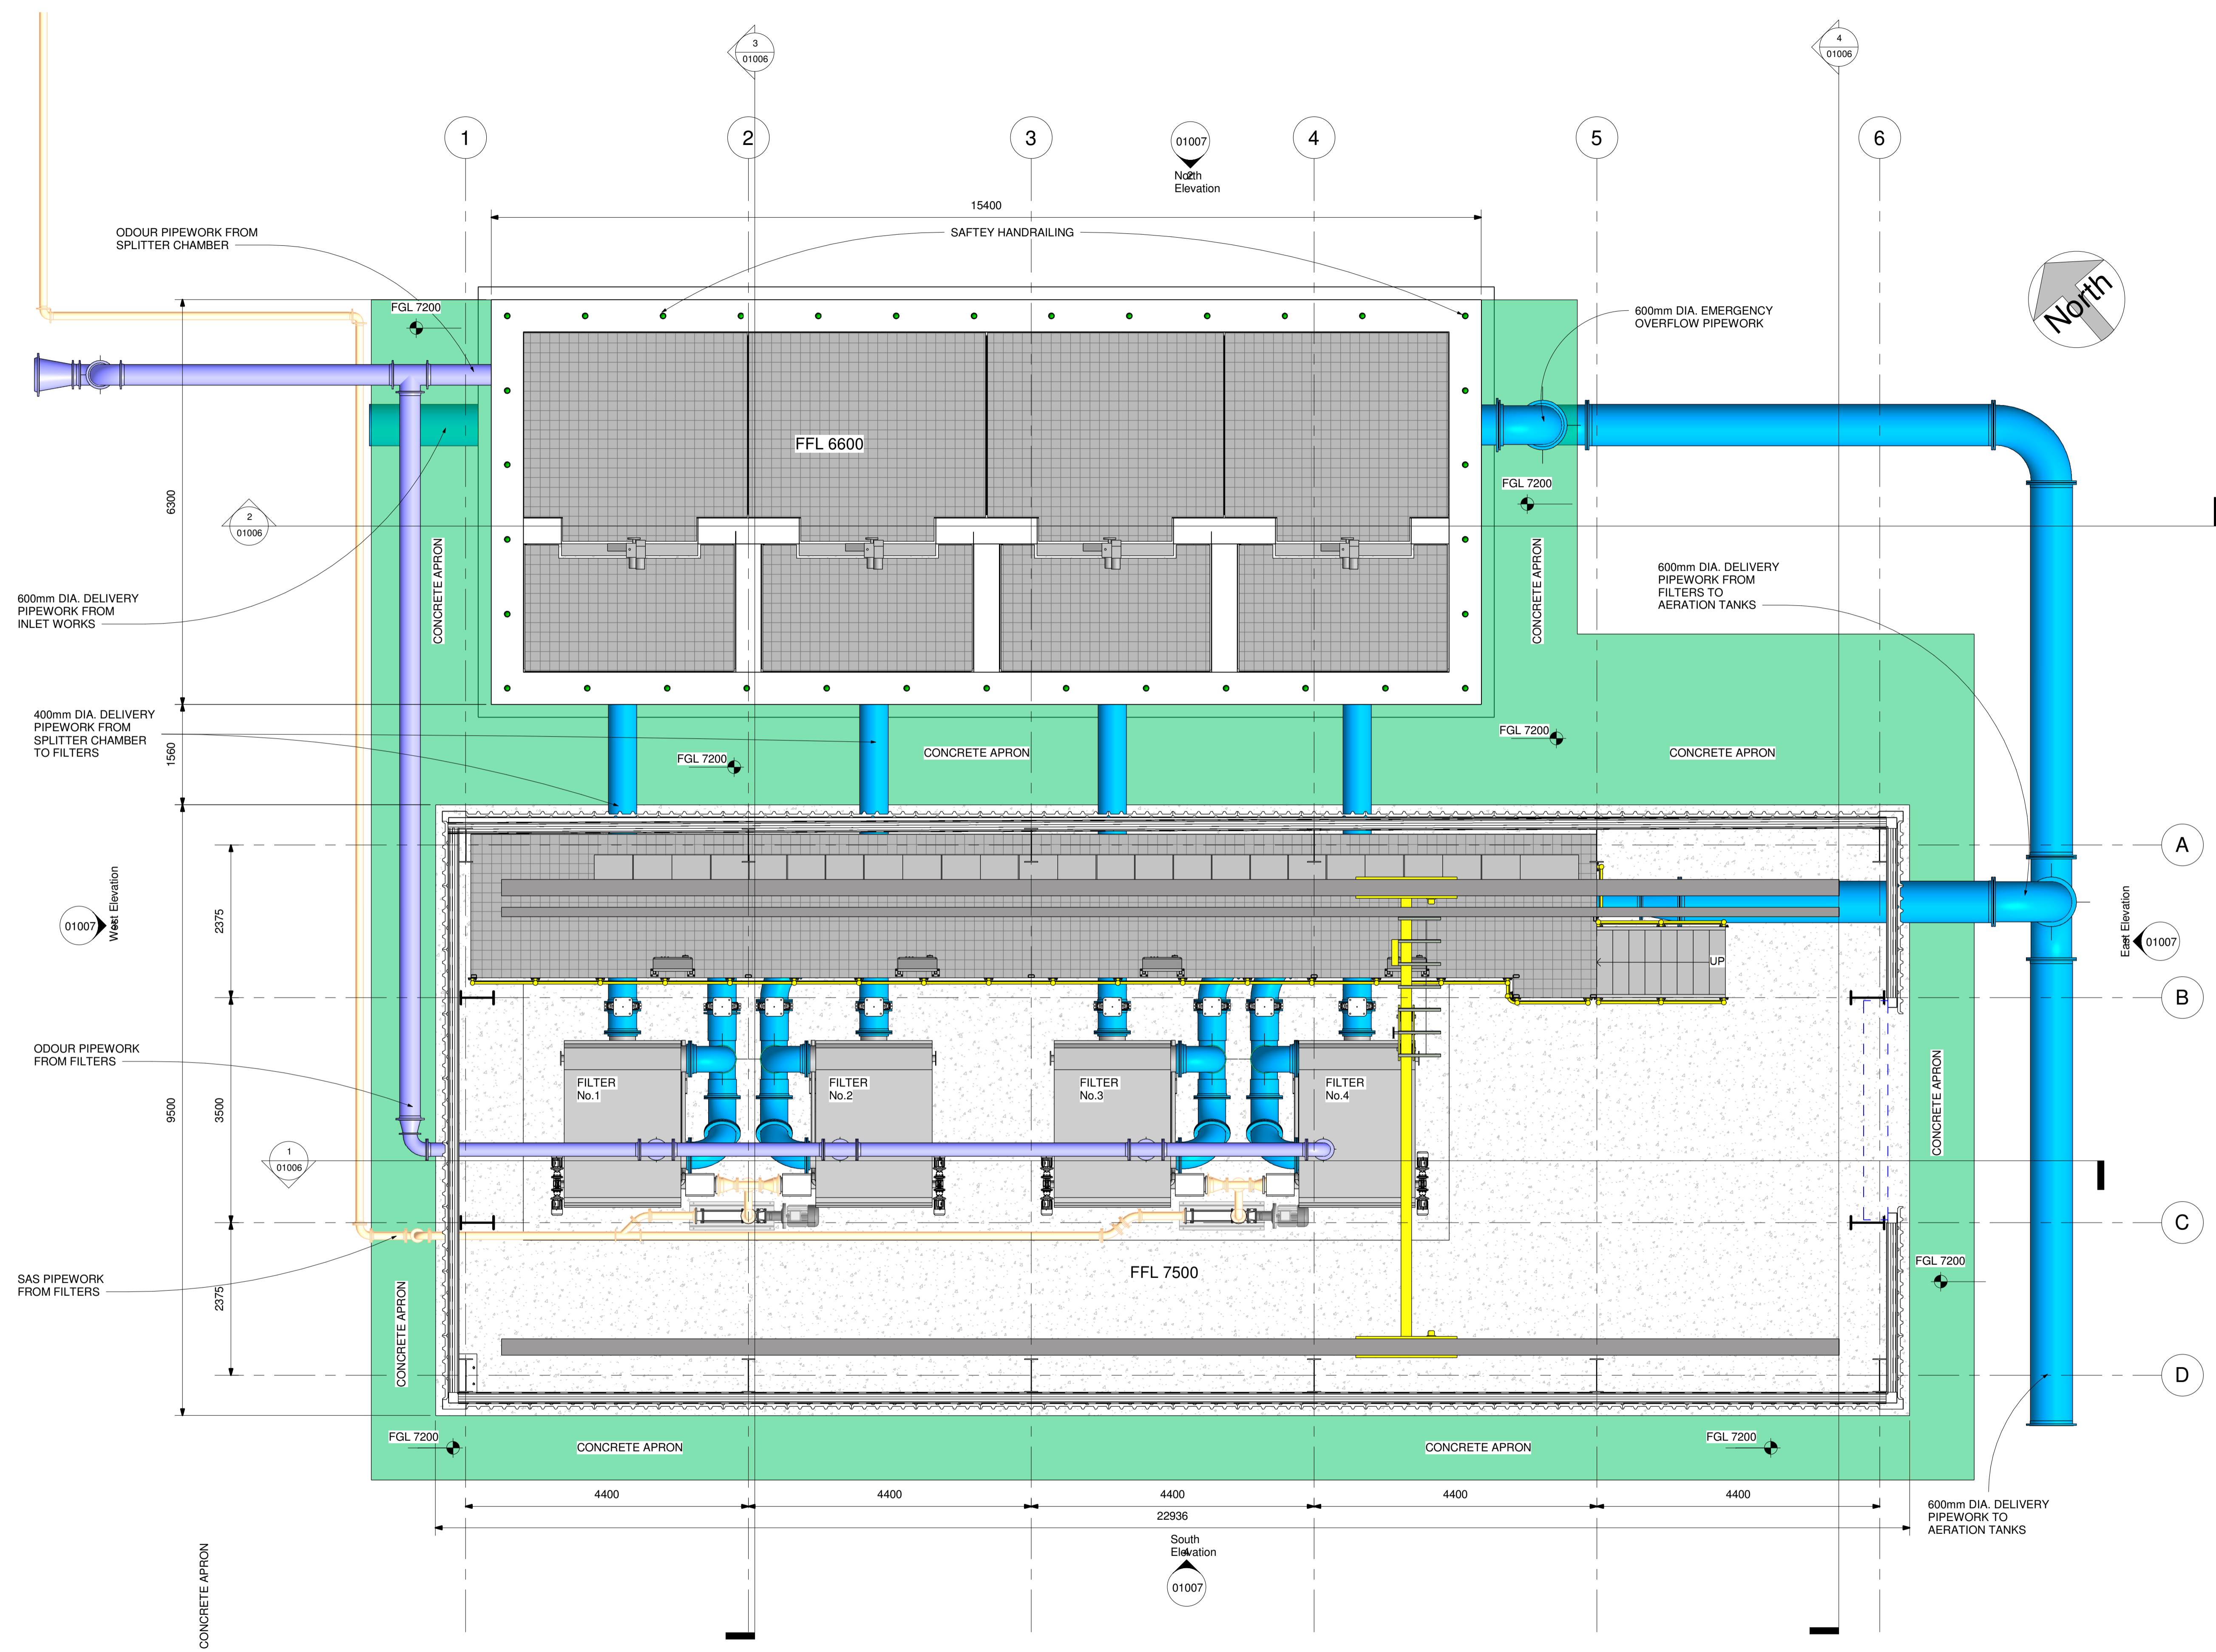 3
01006
4
01006
1
2
3
4
5
6
01007
2
North
Elevation
15400
ODOUR PIPEWORK FROM
SPLITTER CHAMBER
SAFTEY HANDRAILING
North
FGL 7200
600mm DIA. EMERGENCY
OVERFLOW PIPEWORK
FFL 6600
FGL 7200
6300
2
01006
CONCRETE APRON
CONCRETE APRON
600mm DIA. DELIVERY
PIPEWORK FROM
FILTERS TO
AERATION TANKS
600mm DIA. DELIVERY
PIPEWORK FROM
INLET WORKS
400mm DIA. DELIVERY
PIPEWORK FROM
SPLITTER CHAMBER
TO FILTERS
1560
FGL 7200
CONCRETE APRON
FGL 7200
CONCRETE APRON
A
West Elevation
01007
2375
East Elevation
01007
UP
B
ODOUR PIPEWORK
FROM FILTERS
FILTER
No.1
FILTER
No.2
FILTER
No.3
FILTER
No.4
CONCRETE APRON
9500
3500
1
01006
C
SAS PIPEWORK
FROM FILTERS
FFL 7500
FGL 7200
2375
CONCRETE APRON
D
FGL 7200
CONCRETE APRON
CONCRETE APRON
FGL 7200
4400
4400
4400
4400
4400
22936
600mm DIA. DELIVERY
PIPEWORK TO
AERATION TANKS
South
Elevation
4
01007
CONCRETE APRON